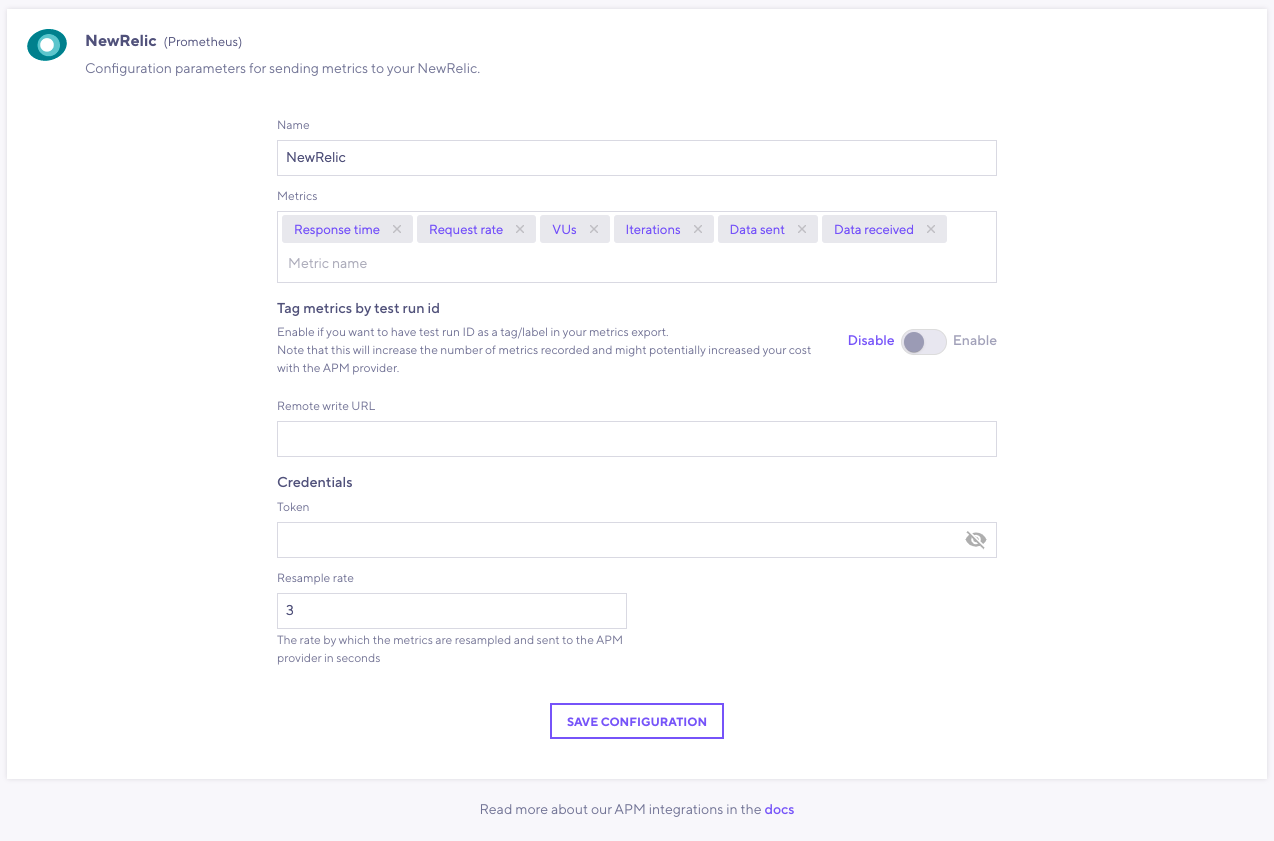 NewRelic (Prometheus)
Configuration parameters for sending metrics to your NewRelic.
Name
NewRelic
Metrics
Response time × Request rate × VUs × Iterations × Data sent × Data received ×
Metric name
Tag metrics by test run id
Enable if you want to have test run ID as a tag/label in your metrics export.
Note that this will increase the number of metrics recorded and might potentially increased your cost
with the APM provider.
Disable Enable
Remote write URL
Credentials
Token
Resample rate
3
The rate by which the metrics are resampled and sent to the APM
provider in seconds
SAVE CONFIGURATION
Read more about our APM integrations in the docs